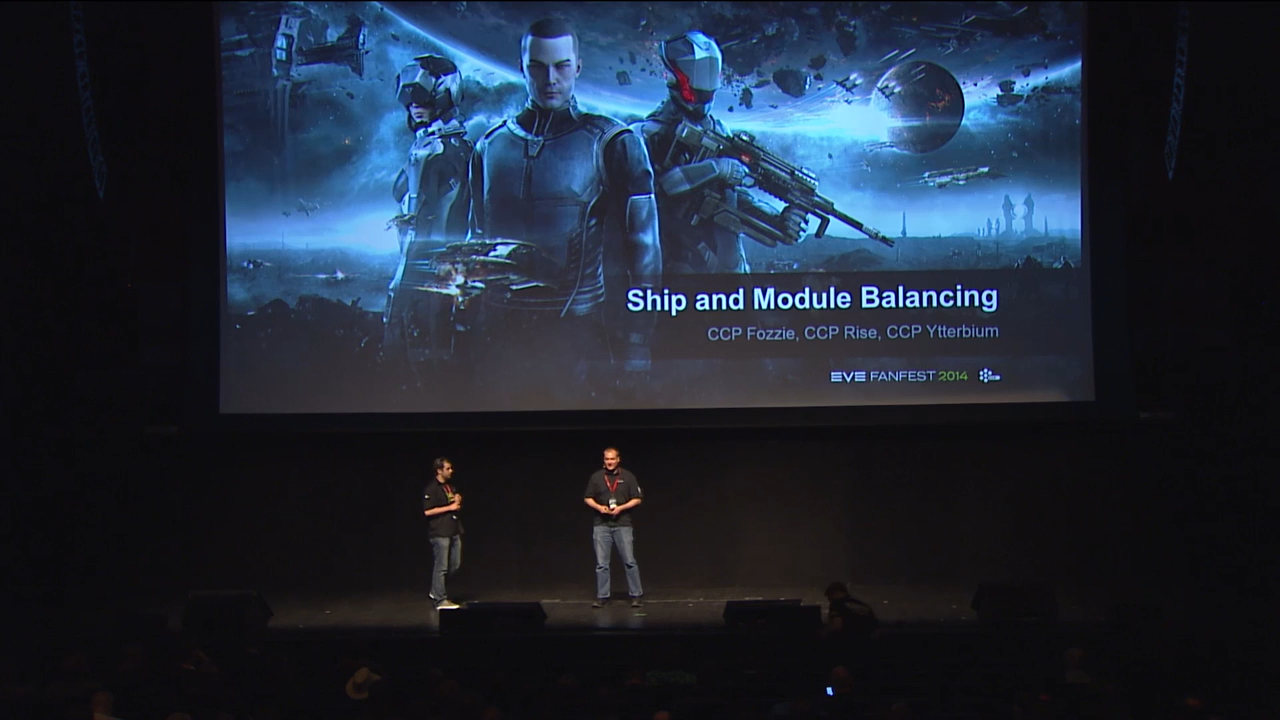 Ship and Module Balancing
CCP Fozzie, CCP Rise, CCP Ytterbium
EVE FANFEST 2014